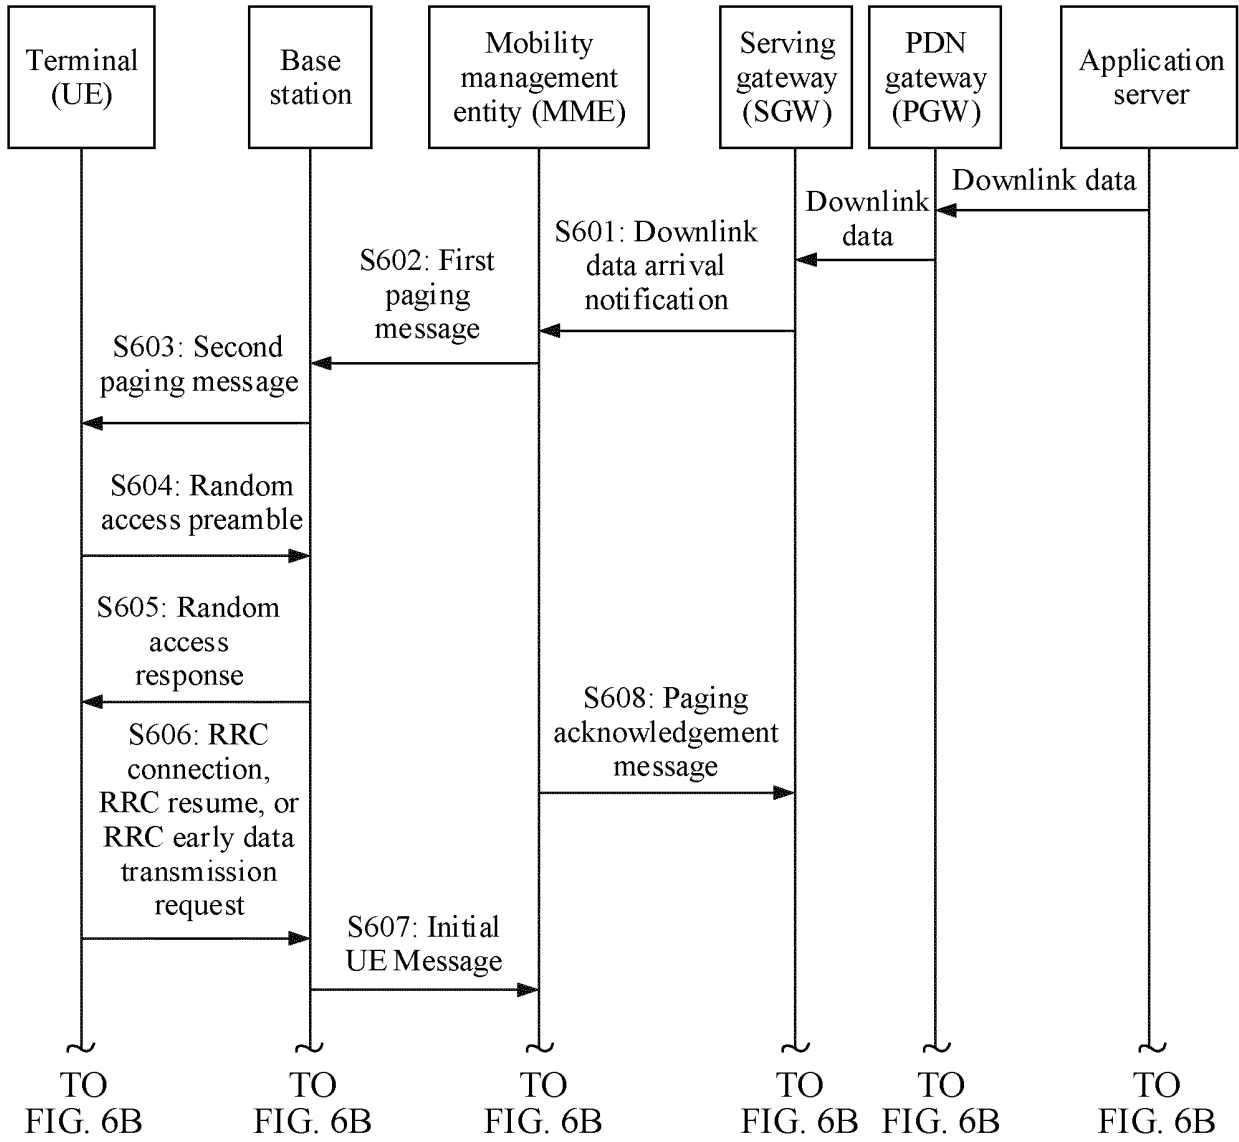 Terminal
(UE)
Base
station
Mobility
management
entity (MME)
Serving
gateway
(SGW)
PDN
gateway
(PGW)
Application
server
Downlink data
Downlink
data
S601: Downlink
data arrival
notification
S602: First
paging
message
S603: Second
paging message
S604: Random
access preamble
S605: Random
access
response
S608: Paging
acknowledgement
message
S606: RRC
connection,
RRC resume, or
RRC early data
transmission
request
S607: Initial
UE Message
TO
FIG. 6B
TO
FIG. 6B
TO
FIG. 6B
TO
FIG. 6B
TO
FIG. 6B
TO
FIG. 6B